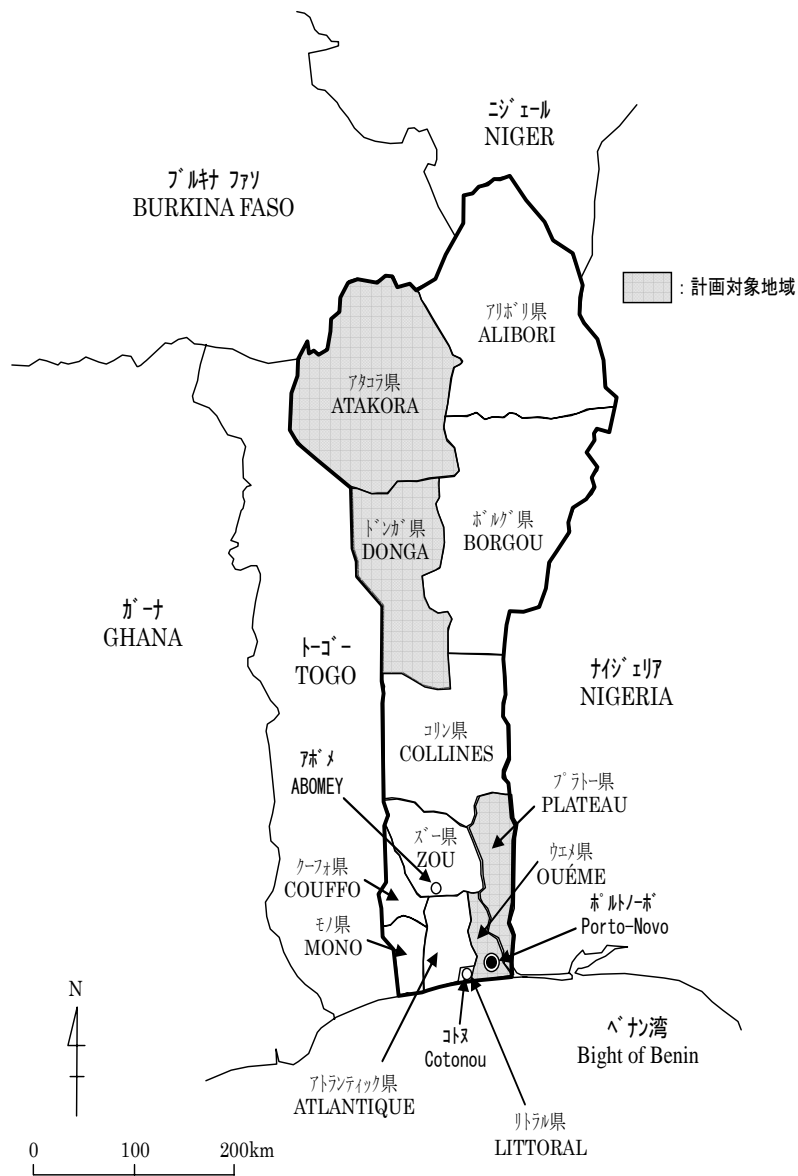 ﾆｼﾞｪｰﾙ
NIGER
ﾌﾞﾙｷﾅ ﾌｧｿ
BURKINA FASO
：計画対象地域
ｱﾘﾎﾞﾘ県
ALIBORI
ｱﾀｺﾗ県
ATAKORA
ﾄﾞﾝｶﾞ県
DONGA
ﾎﾞﾙｸﾞ県
BORGOU
ｶﾞｰﾅ
GHANA
ﾄｰｺﾞｰ
TOGO
ﾅｲｼﾞｪﾘｱ
NIGERIA
ｺﾘﾝ県
COLLINES
ｱﾎﾞﾒ
ABOMEY
ﾌﾟﾗﾄｰ県
PLATEAU
ｽﾞｰ県
ZOU
ｳｴﾒ県
OUÉME
ｸｰﾌｫ県
COUFFO
ﾎﾟﾙﾄﾉｰﾎﾞ
Porto-Novo
ﾓﾉ県
MONO
N
ｺﾄﾇ
Cotonou
ﾍﾞﾅﾝ湾
Bight of Benin
ｱﾄﾗﾝﾃｨｯｸ県
ATLANTIQUE
ﾘﾄﾗﾙ県
LITTORAL
0 100 200km